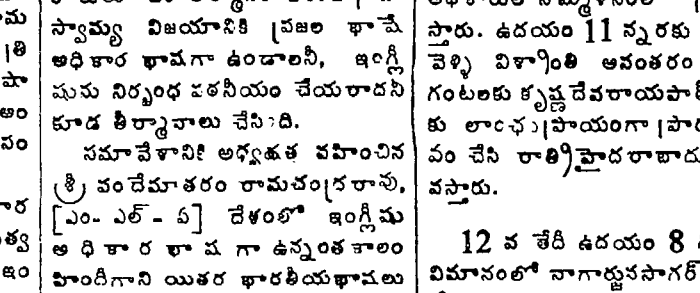 స్వామ్య విజయానికి ప్రజల భాషే
అధికార భాషగా ఉండాలనీ, ఇంగ్లీ
షును నిర్బంధ పఠనీయం చేయరాదనీ
కూడ తీర్మానాలు చేసింది.
సమావేశానికి అధ్యక్షత వహించిన
శ్రీ వందేమాతరం రామచంద్రరావు,
[ఎం- ఎల్ - ఏ] దేశంలో ఇంగ్లీషు
అధికార భాష గా ఉన్నంతకాలం
హిందీగాని యితర భారతీయభాషలు
స్తారు. ఉదయం 11 న్నరకు
వెళ్ళి విశ్రాంతి అనంతరం
గంటలకు కృష్ణదేవరాయపా
కు లాంఛప్రాయంగా ప్రా
వం చేసి రాత్రి హైదరాబాదు
వస్తారు.
12 వ తేదీ ఉదయం 8
విమానంలో నాగార్జునసాగర్